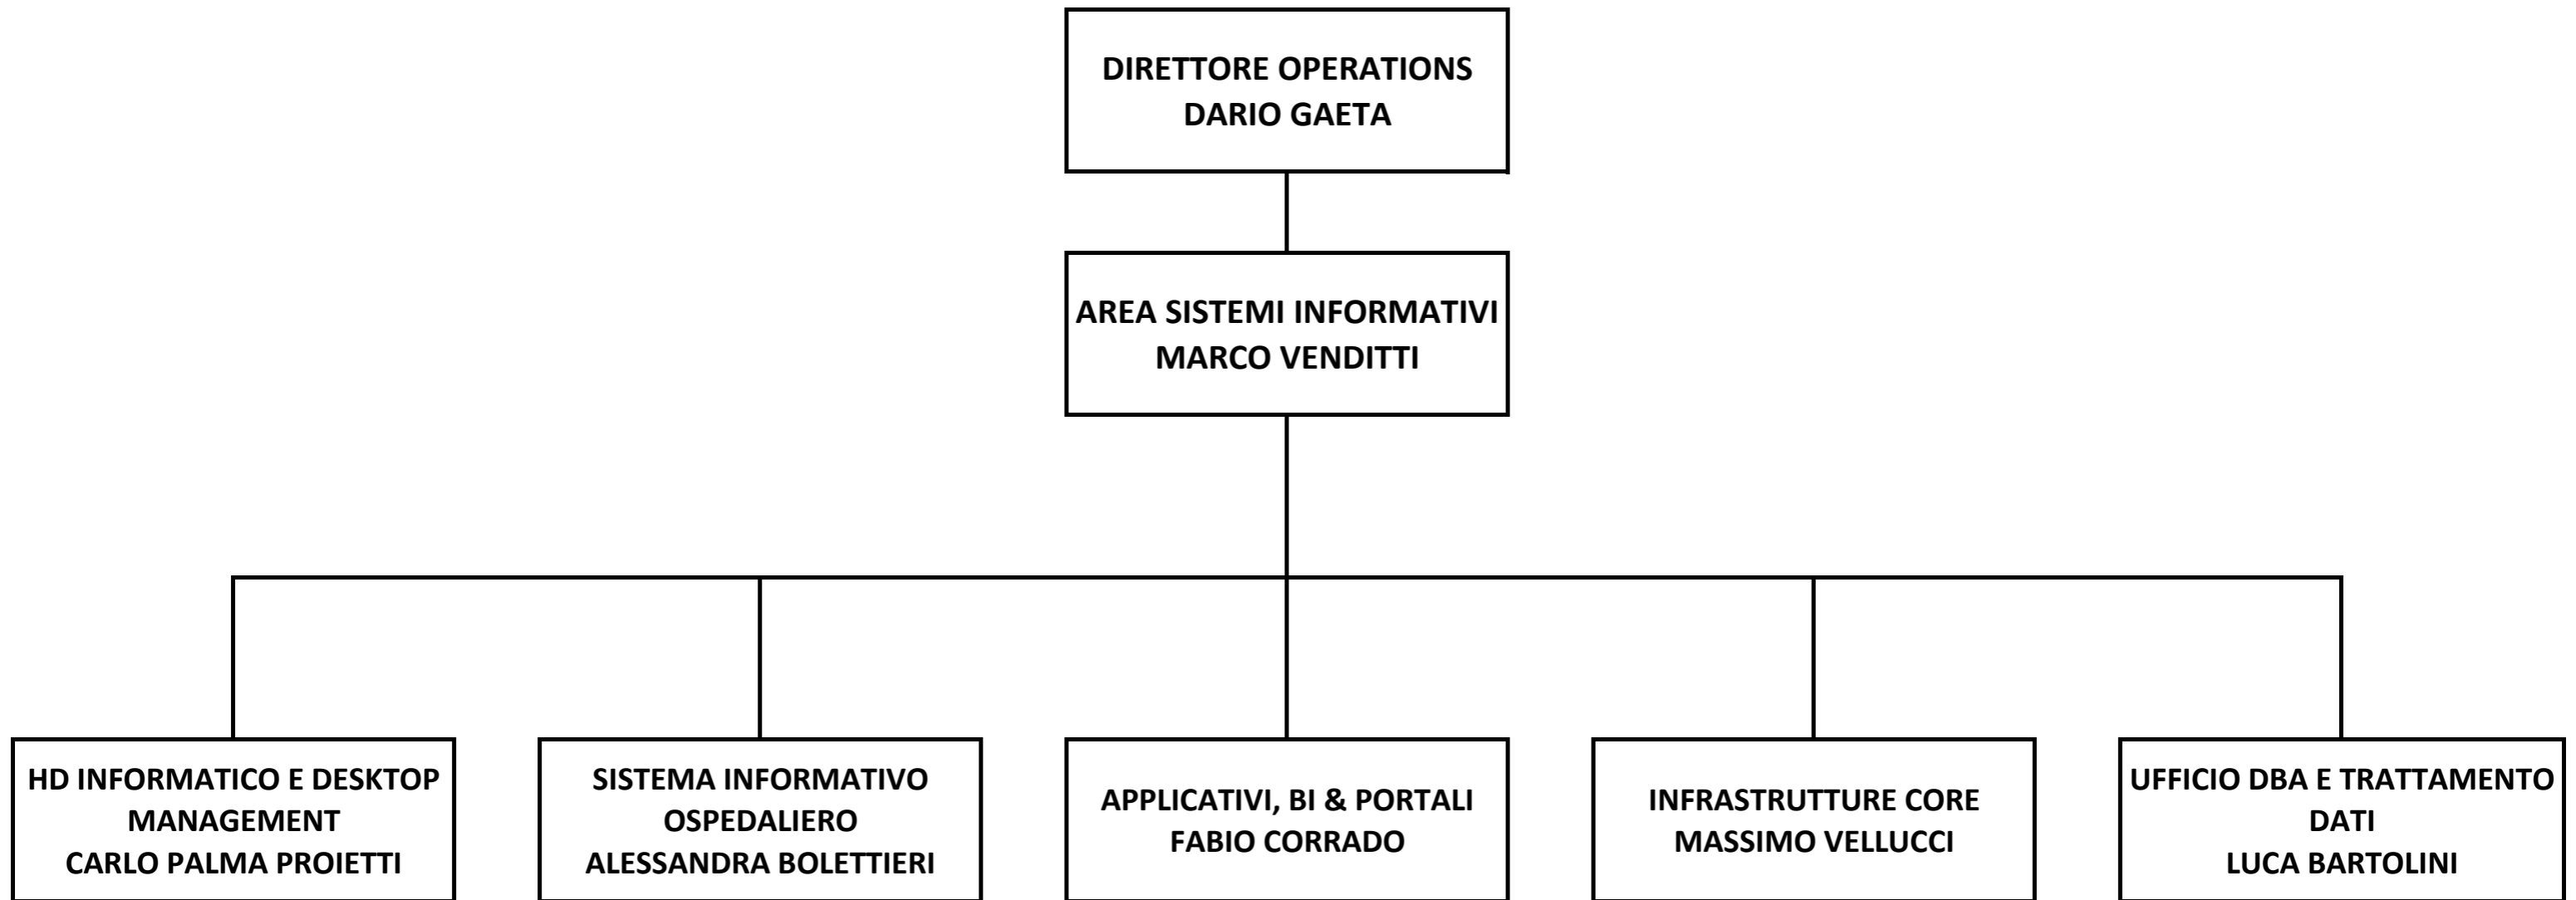 DIRETTORE OPERATIONS
DARIO GAETA
AREA SISTEMI INFORMATIVI
MARCO VENDITTI
HD INFORMATICO E DESKTOP
MANAGEMENT
CARLO PALMA PROIETTI
SISTEMA INFORMATIVO
OSPEDALIERO
ALESSANDRA BOLETTIERI
APPLICATIVI, BI & PORTALI
FABIO CORRADO
INFRASTRUTTURE CORE
MASSIMO VELLUCCI
UFFICIO DBA E TRATTAMENTO
DATI
LUCA BARTOLINI